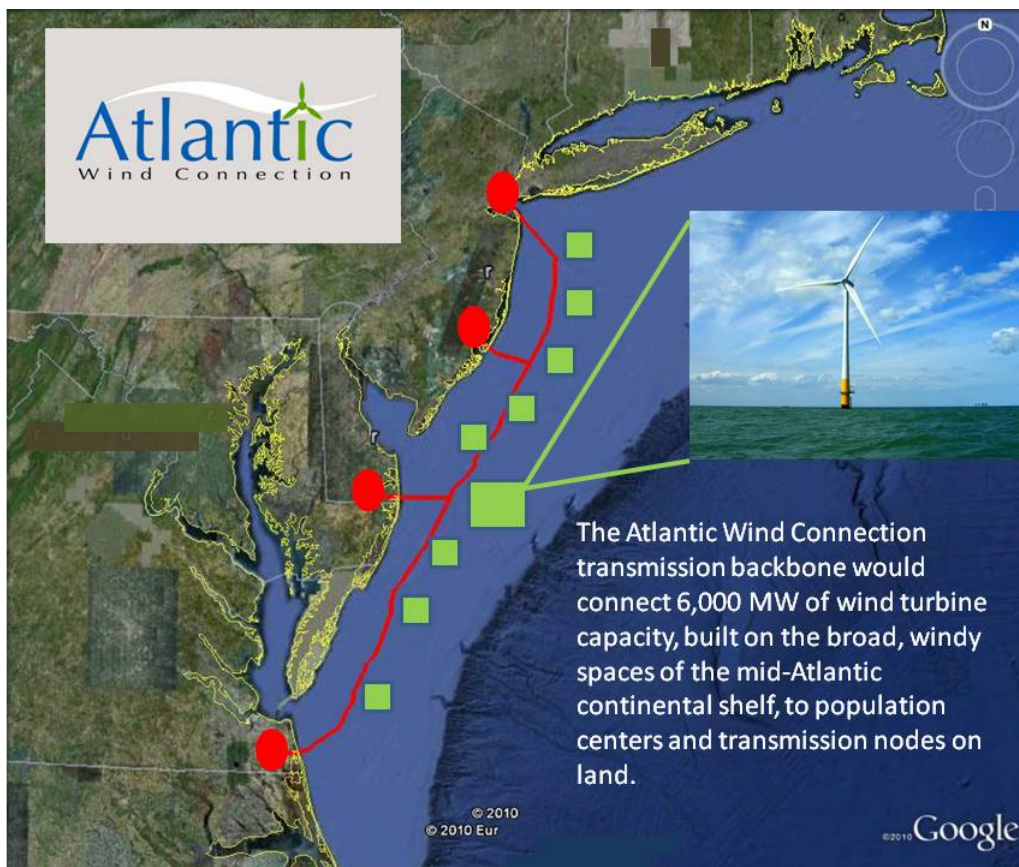 N
Atlantic
Wind Connection
r
r
The Atlantic Wind Connection
transmission backbone would
connect 6,000 MW of wind turbine
capacity, built on the broad, windy
spaces of the mid-Atlantic
continental shelf, to population
centers and transmission nodes on
land.
© 2010
© 2010 Eur
©2010 Google